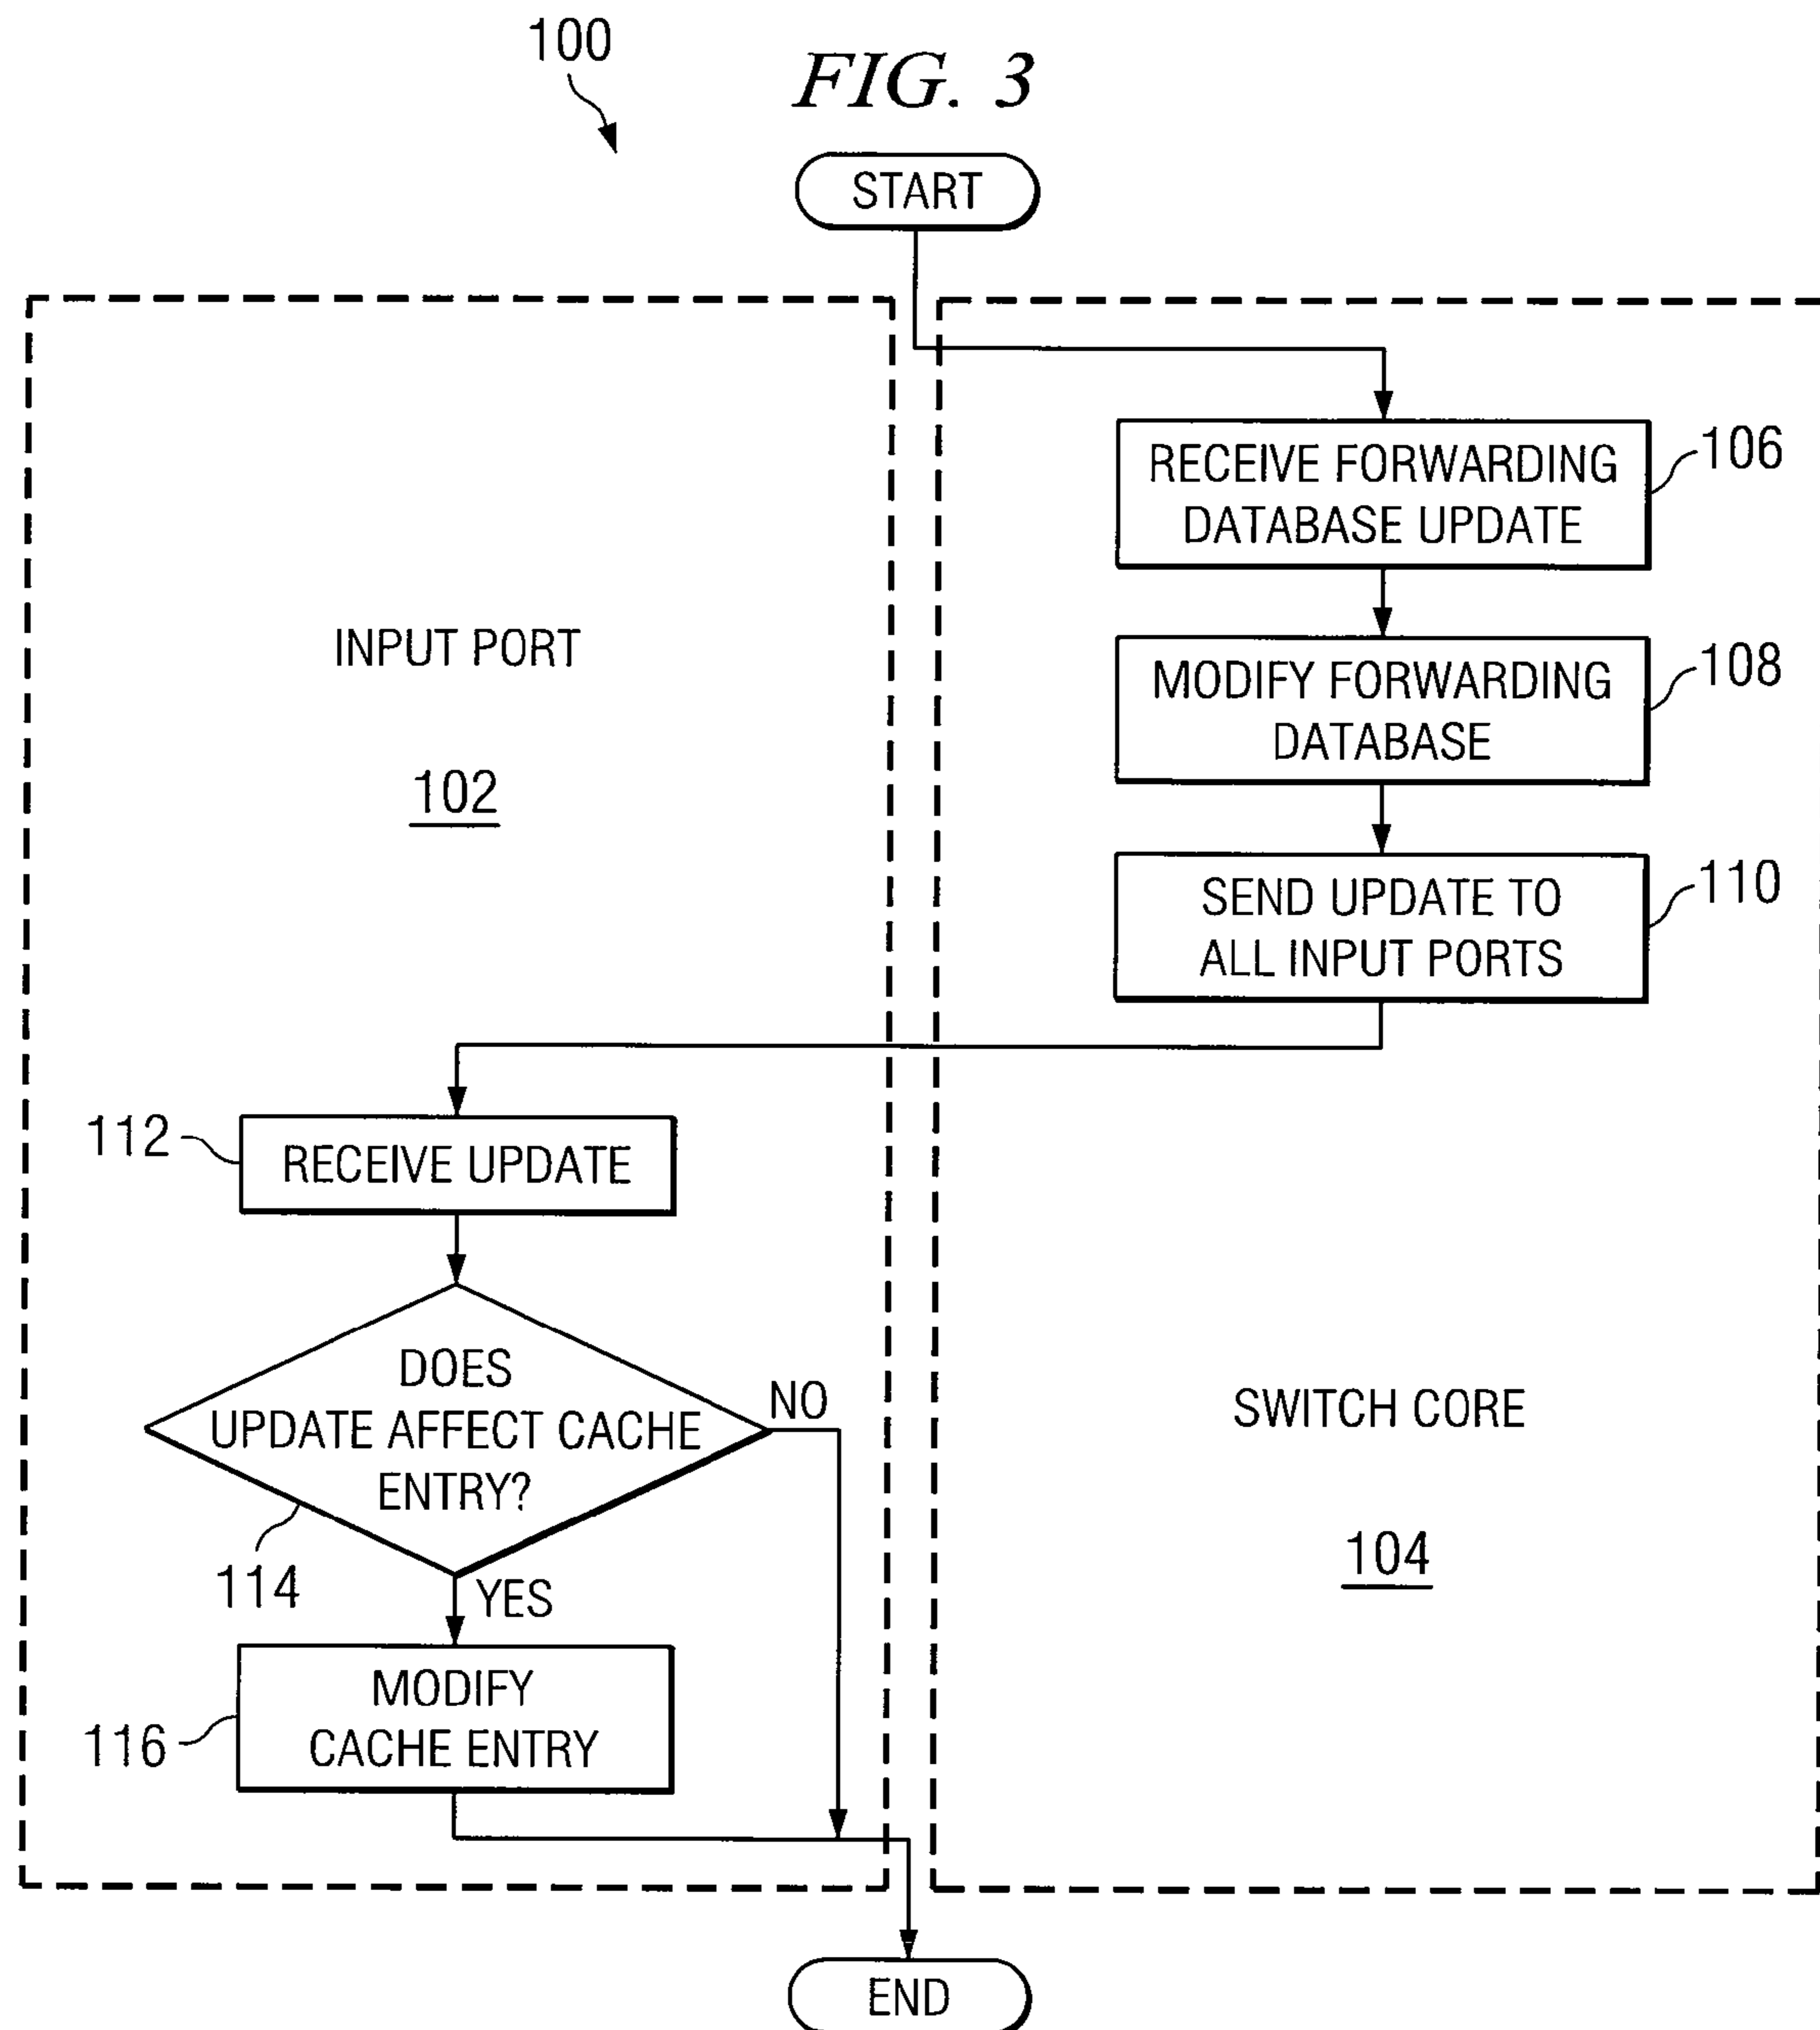 100
FIG. 3
START
RECEIVE FORWARDING
DATABASE UPDATE
106
INPUT PORT
102
MODIFY FORWARDING
DATABASE
108
SEND UPDATE TO
ALL INPUT PORTS
110
112
RECEIVE UPDATE
DOES
UPDATE AFFECT CACHE
ENTRY?
NO
114
YES
SWITCH CORE
104
MODIFY
CACHE ENTRY
116
END